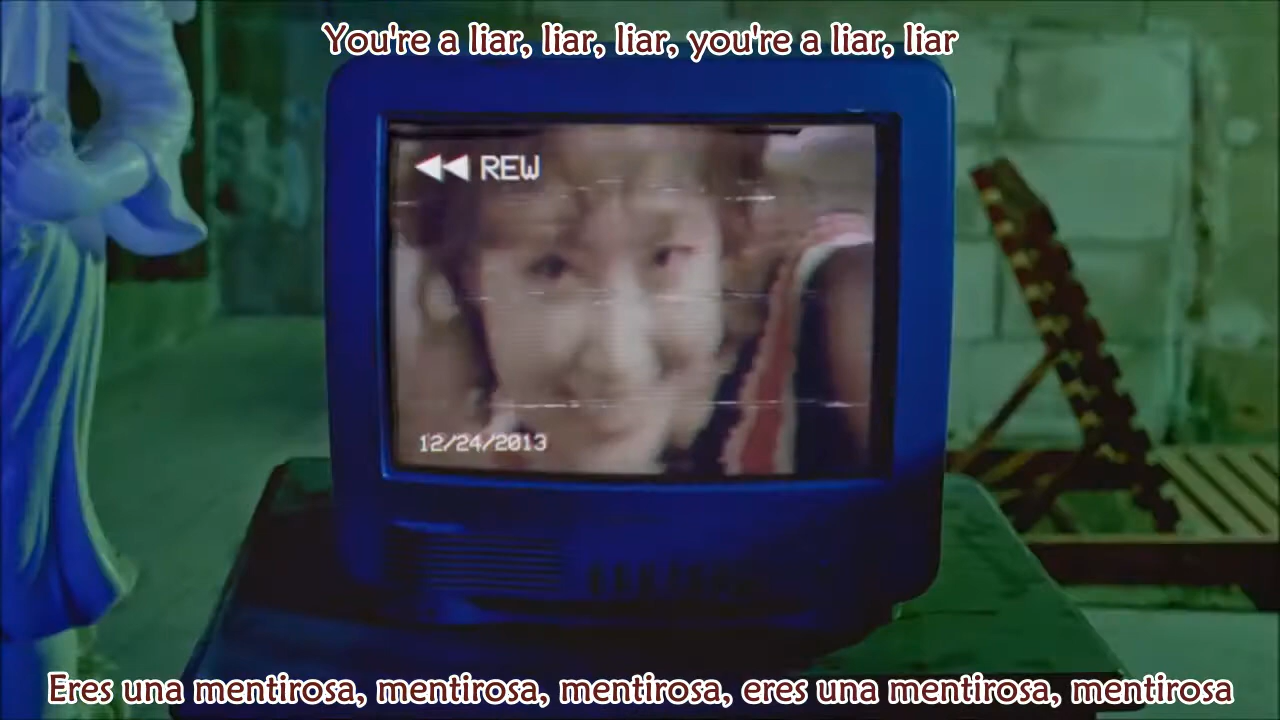 You're a liar, liar, liar, you're a liar, liar
REW
12/24/2013
Eres una mentirosa, mentirosa, mentirosa, eres una mentirosa, mentirosa